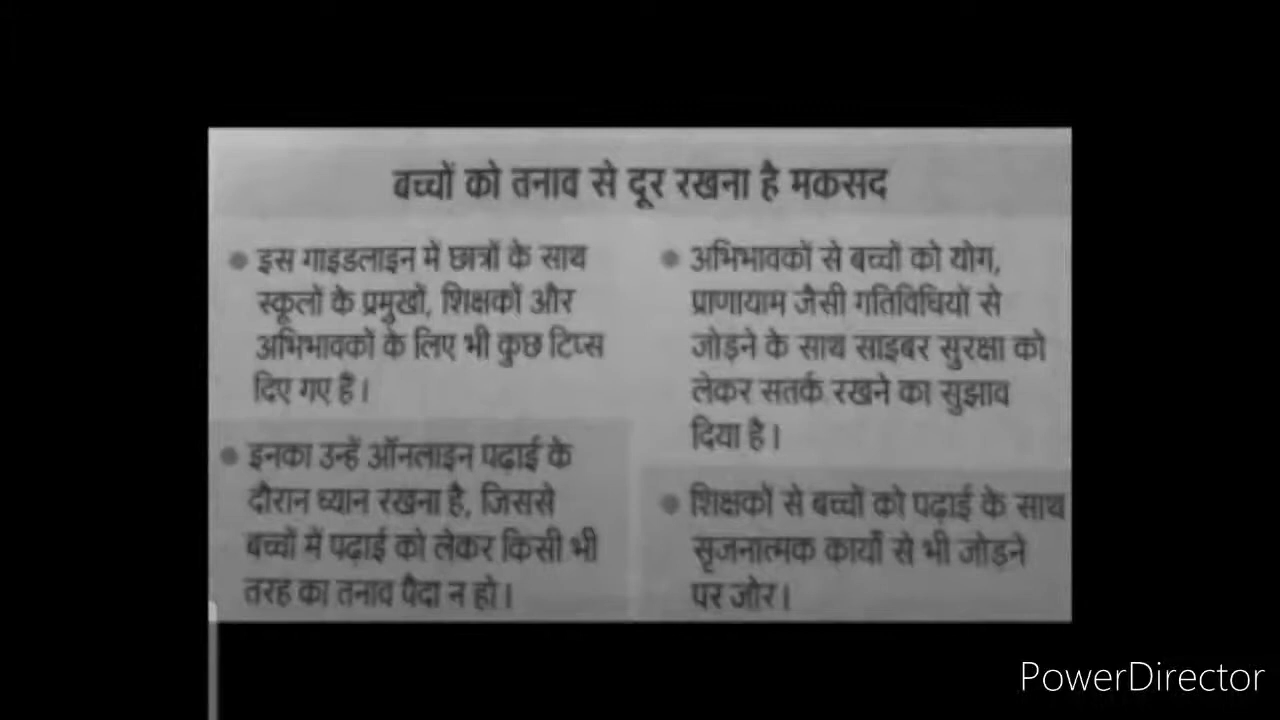 बच्चों को तनाव से दूर रखना है मकसद
इस गाइडलाइन में छात्रों के साथ
स्कूलों के प्रमुखों, शिक्षकों और
अभिभावकों के लिए भी कुछ टिप्स
दिए गए हैं।
इनका उन्हें ऑनलाइन पढ़ाई के
दौरान ध्यान रखना है, जिससे
बच्चों में पढ़ाई को लेकर किसी भी
तरह का तनाव पैदा न हो।
अभिभावकों से बच्चों को योग,
प्राणायाम जैसी गतिविधियों से
जोड़ने के साथ साइबर सुरक्षा को
लेकर सतर्क रखने का सुझाव
दिया है।
शिक्षकों से बच्चों को पढ़ाई के साथ
सृजनात्मक कार्यों से भी जोड़ने
पर जोर।
PowerDirector